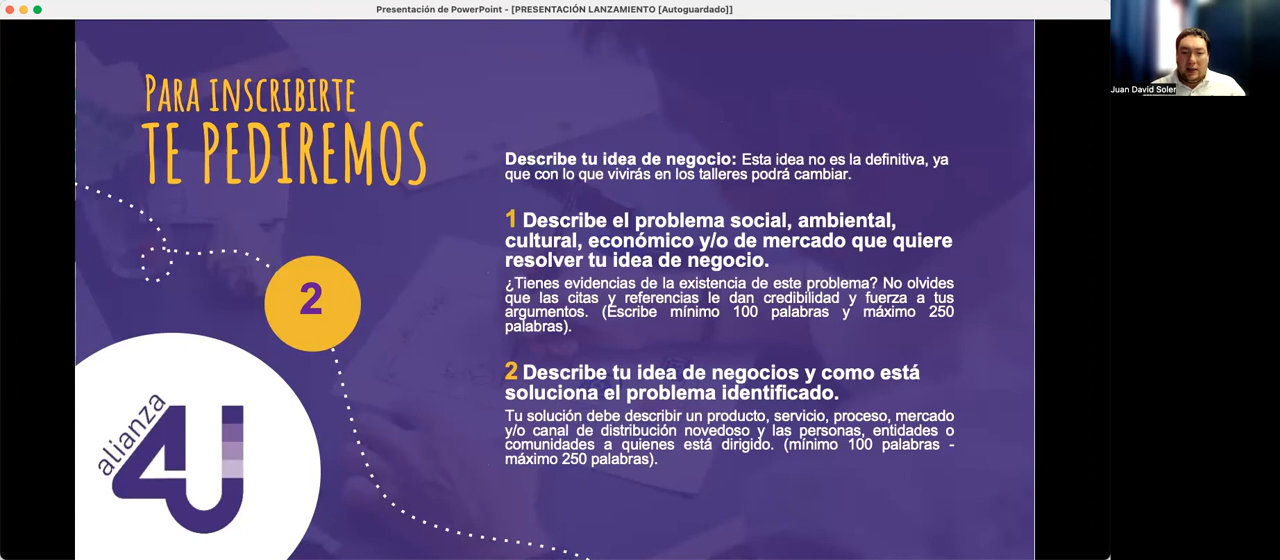 Presentación de PowerPoint - [PRESENTACIÓN LANZAMIENTO [Autoguardado]]
Juan David Soler
PARA INSCRIBIRTE
TE PEDIREMOS
Describe tu idea de negocio: Esta idea no es la definitiva, ya
que con lo que vivirás en los talleres podrá cambiar.
1 Describe el problema social, ambiental,
cultural, económico y/o de mercado que quiere
resolver tu idea de negocio.
¿Tienes evidencias de la existencia de este problema? No olvides
que las citas y referencias le dan credibilidad y fuerza a tus
argumentos. (Escribe mínimo 100 palabras y máximo 250
palabras).
2
2 Describe tu idea de negocios y como está
soluciona el problema identificado.
Tu solución debe describir un producto, servicio, proceso, mercado
y/o canal de distribución novedoso y las personas, entidades o
comunidades a quienes está dirigido. (mínimo 100 palabras -
máximo 250 palabras).
alianza
4U